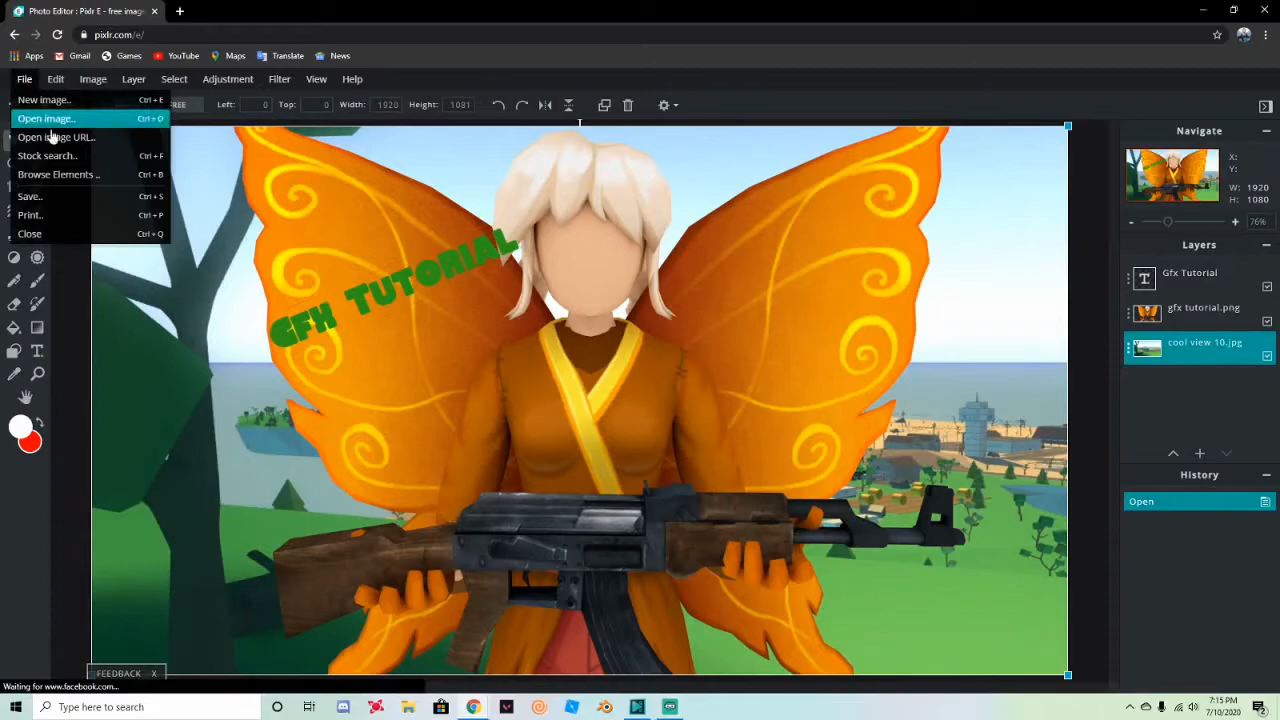 Photo Editor : Pixlr E - free imag
pixlr.com/e/
Apps Gmail Games YouTube Maps Translate News
File Edit Image Layer Select Adjustment Filter View Help
FREE Left: 0 Top: 0 Width: 1920 Height: 1081
New image.. Ctrl + E
Open image.. Ctrl + O
Open image URL..
Stock search.. Ctrl + F
Browse Elements .. Ctrl + B
Save.. Ctrl + S
Print.. Ctrl + P
Close Ctrl + Q
GFX TUTORIAL
Navigate
X:
Y:
W: 1920
H: 1080
76%
Layers
T Gfx Tutorial
gfx tutorial.png
cool view 10.jpg
History
Open
FEEDBACK X
Waiting for www.facebook.com...
Type here to search
7:15 PM
7/10/2020
2